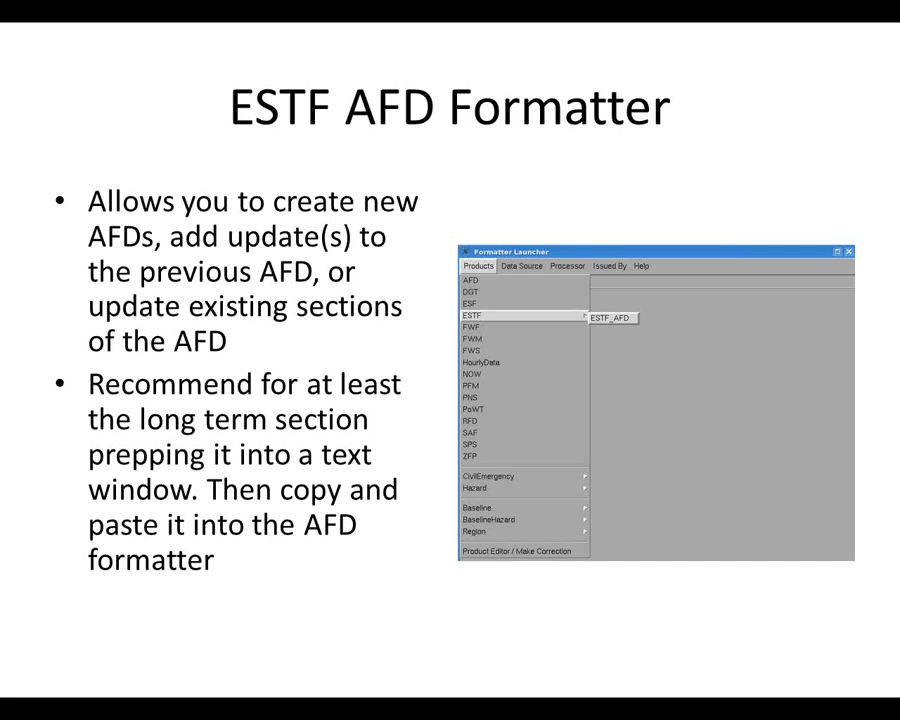 ESTF AFD Formatter
• Allows you to create new
AFDs, add update(s) to
the previous AFD, or
update existing sections
of the AFD
• Recommend for at least
the long term section
prepping it into a text
window. Then copy and
paste it into the AFD
formatter
Formatter Launcher
Products Data Source Processor Issued By Help
AFD
DGT
ESF
ESTF
ESTF_AFD
FWF
FWM
FWS
HourlyData
NOW
PFM
PNS
PoWT
RFD
SAF
SPS
ZFP
CivilEmergency
Hazard
Baseline
BaselineHazard
Region
Product Editor / Make Correction